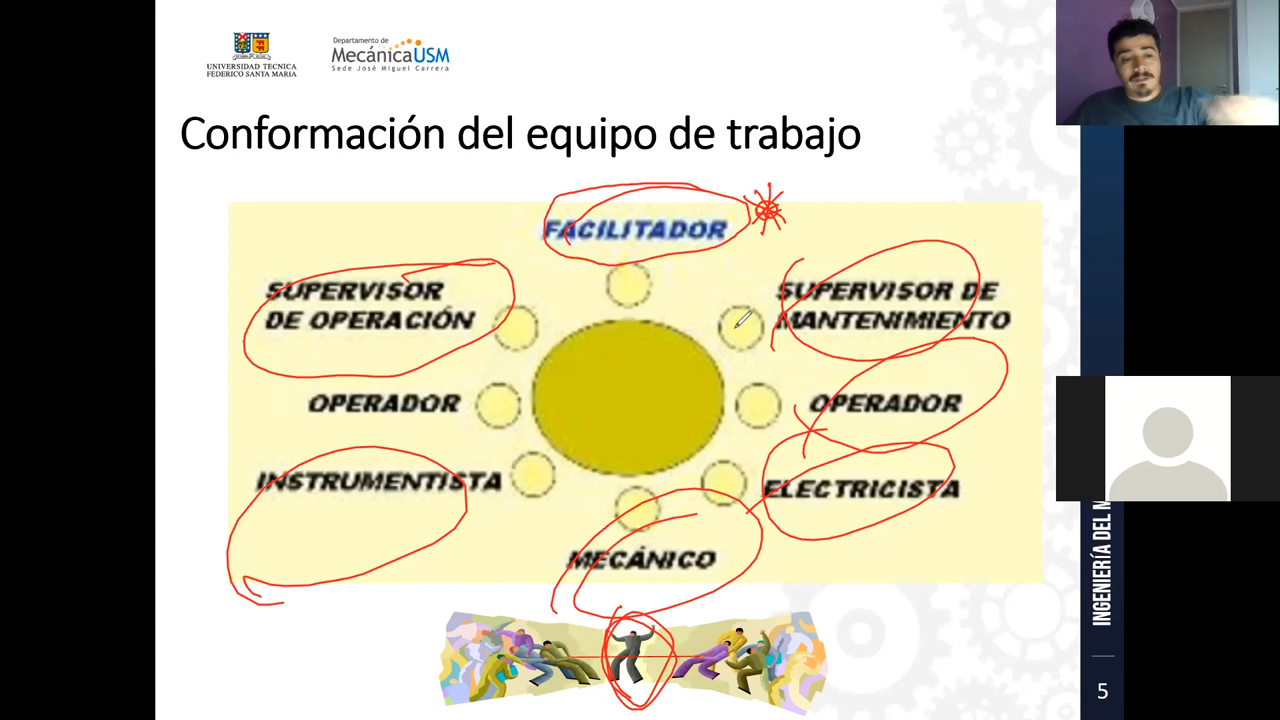 UNIVERSIDAD TECNICA
FEDERICO SANTA MARIA
Departamento de
MecánicaUSM
Sede José Miguel Carrera
Conformación del equipo de trabajo
FACILITADOR
SUPERVISOR
DE OPERACIÓN
SUPERVISOR DE
MANTENIMIENTO
OPERADOR
OPERADOR
INSTRUMENTISTA
ELECTRICISTA
MECÁNICO
INGENIERÍA DEL M
5